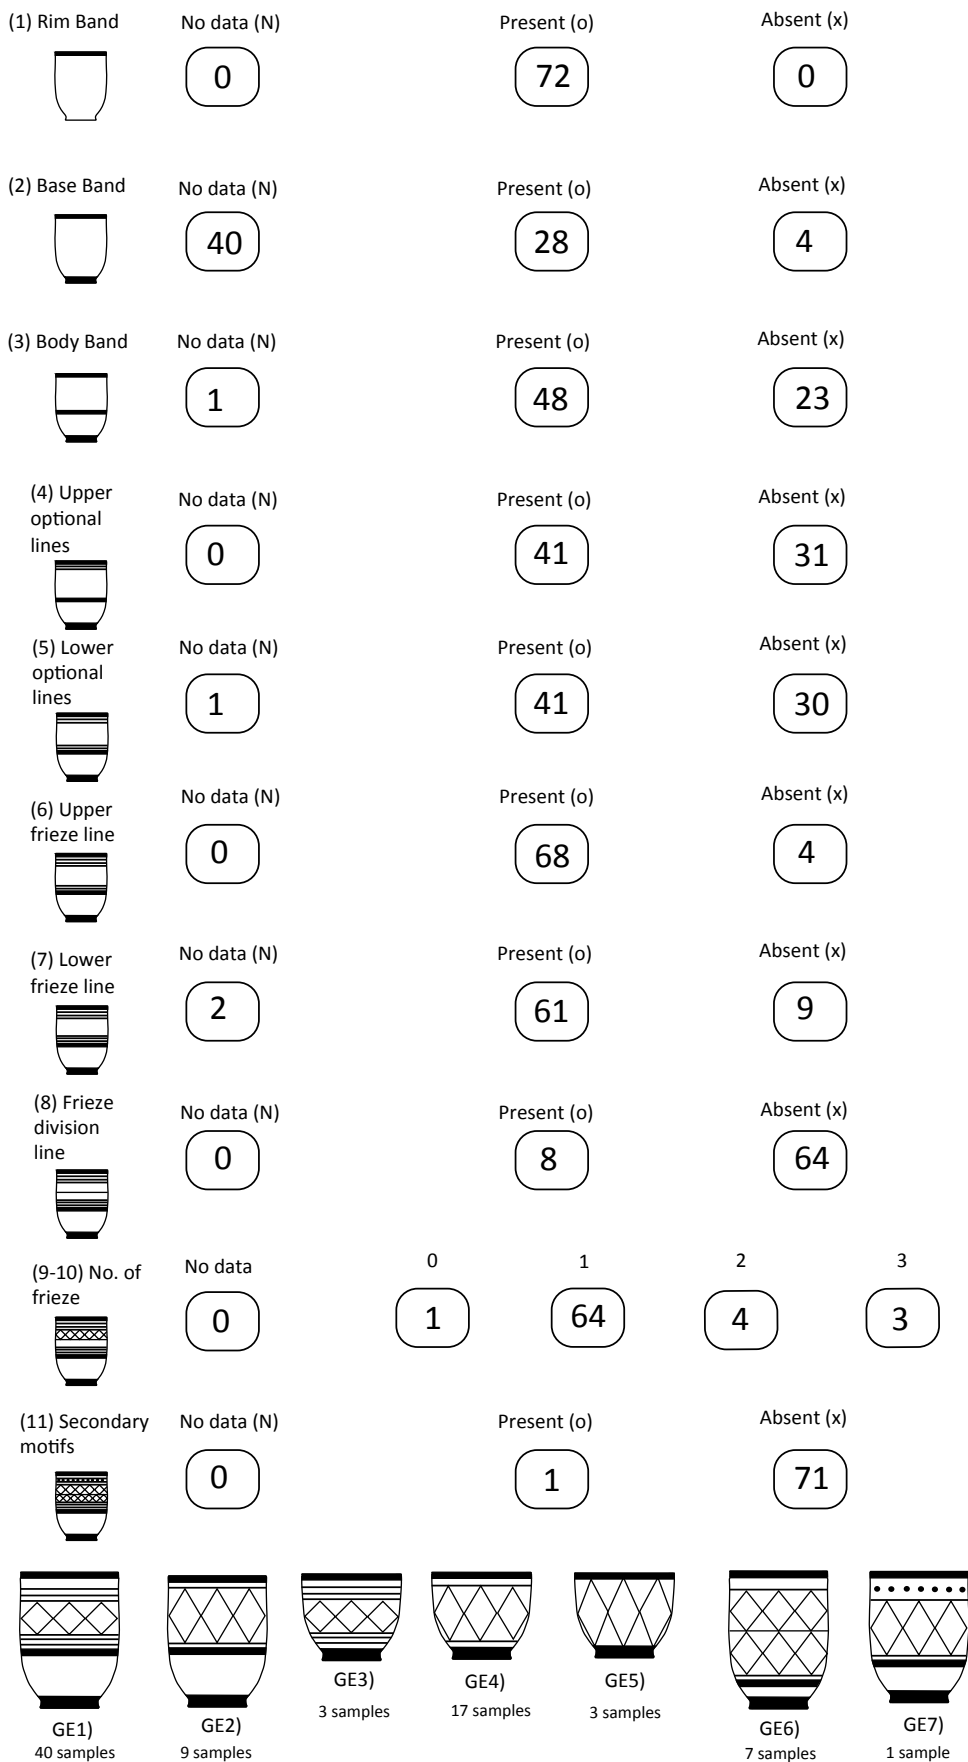 (1) Rim Band No data (N) Present (o) Absent (x)
0 72 0
(2) Base Band No data (N) Present (o) Absent (x)
40 28 4
(3) Body Band No data (N) Present (o) Absent (x)
1 48 23
(4) Upper
optional
lines
No data (N) Present (o) Absent (x)
0 41 31
(5) Lower
optional
lines
No data (N) Present (o) Absent (x)
1 41 30
(6) Upper
frieze line
No data (N) Present (o) Absent (x)
0 68 4
(7) Lower
frieze line
No data (N) Present (o) Absent (x)
2 61 9
(8) Frieze
division
line
No data (N) Present (o) Absent (x)
0 8 64
(9-10) No. of
frieze
No data 0 1 2 3
0 1 64 4 3
(11) Secondary
motifs
No data (N) Present (o) Absent (x)
0 1 71
GE1)
40 samples
GE2)
9 samples
GE3)
3 samples
GE4)
17 samples
GE5)
3 samples
GE6)
7 samples
GE7)
1 sample